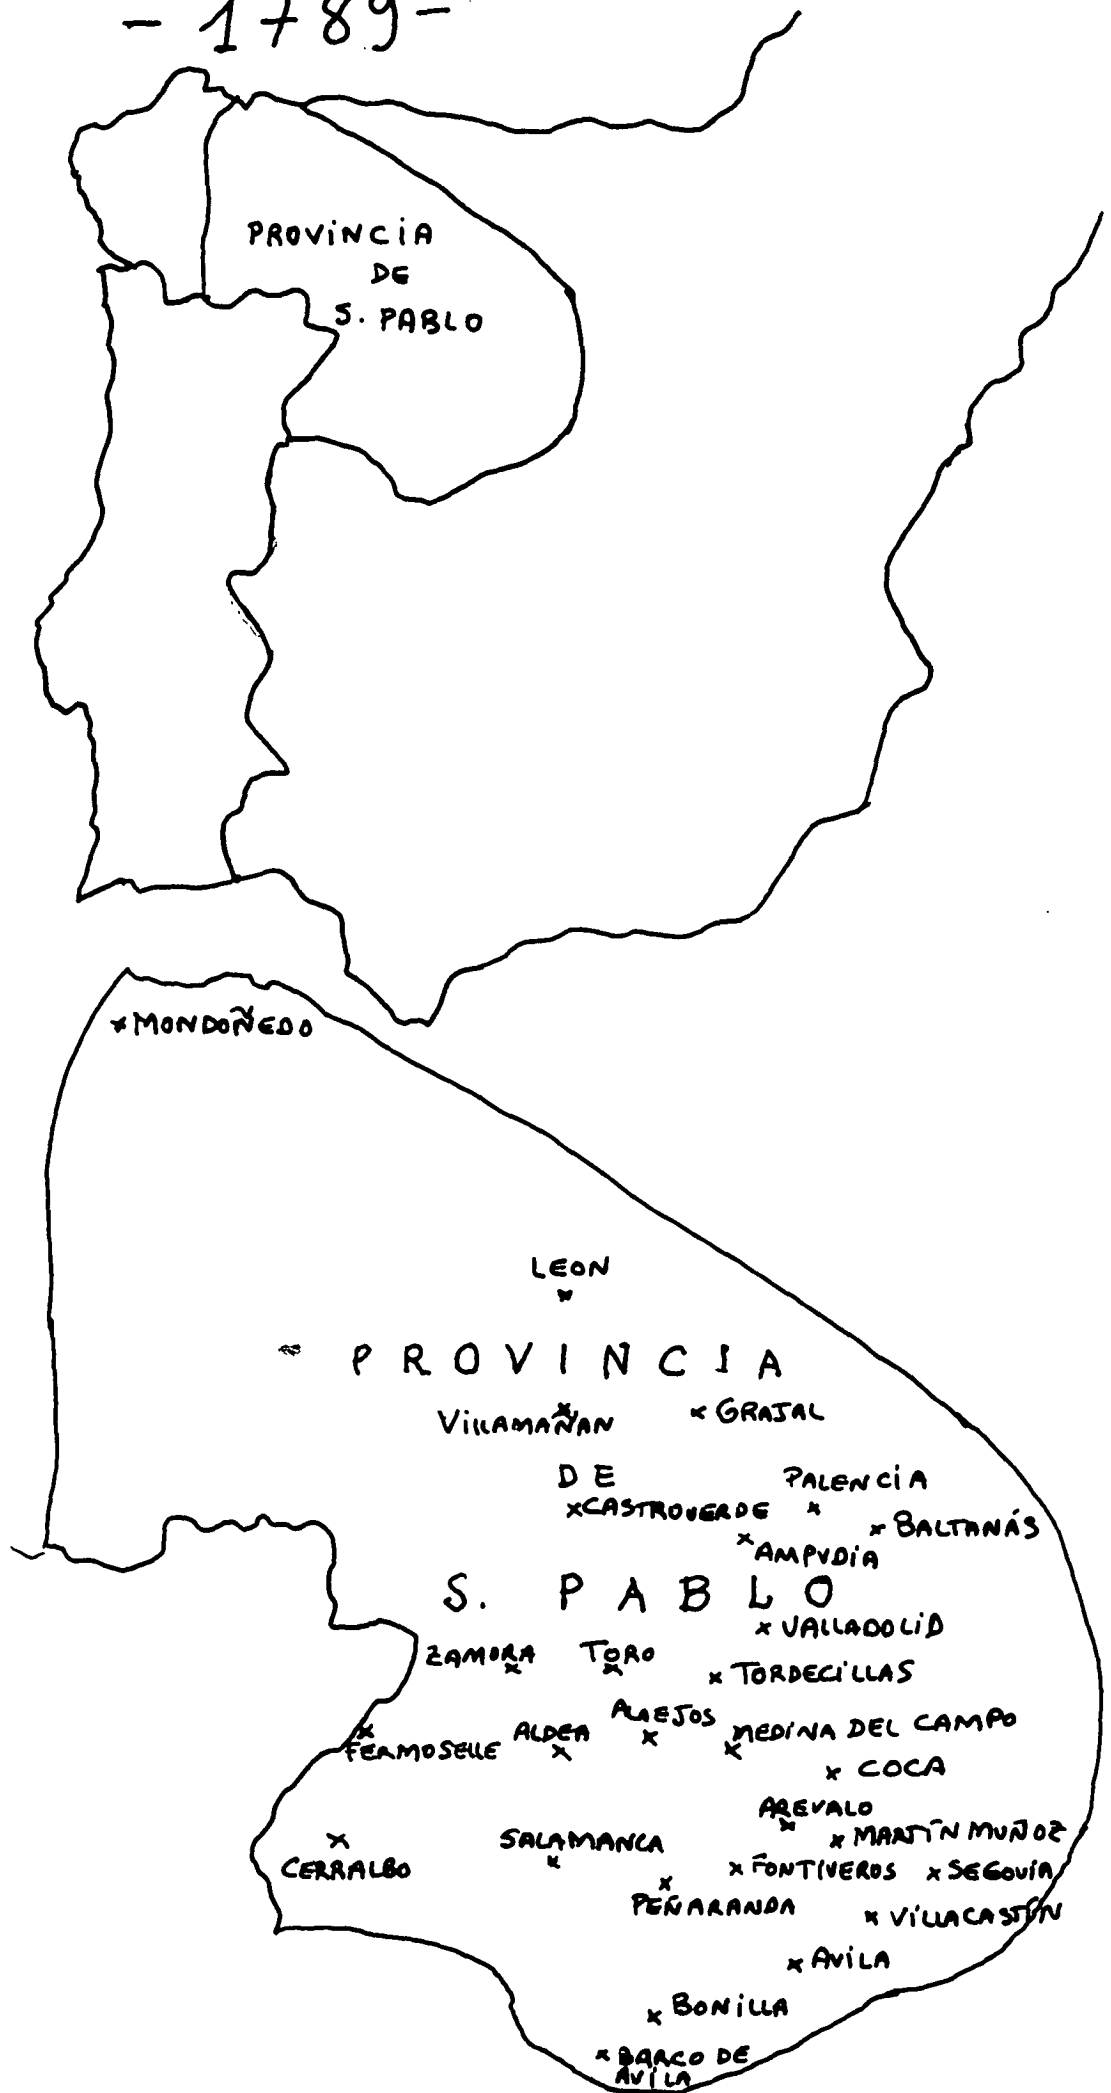 - 1789 -
PROVINCIA
DE
S. PABLO
MONDOÑEDO
LEON
PROVINCIA
VILLAMAÑAN
GRAJAL
DE
PALENCIA
CASTROVERDE
BALTANÁS
AMPUDIA
S. PABLO
VALLADOLID
ZAMORA
TORO
TORDECILLAS
ALAEJOS
MEDINA DEL CAMPO
ALDEA
FERMOSELLE
COCA
AREVALO
MARTÍN MUÑOZ
SALAMANCA
CERRALBO
FONTIVEROS
SEGOVIA
PEÑARANDA
VILLACASTÍN
AVILA
BONILLA
BARCO DE
AVILA